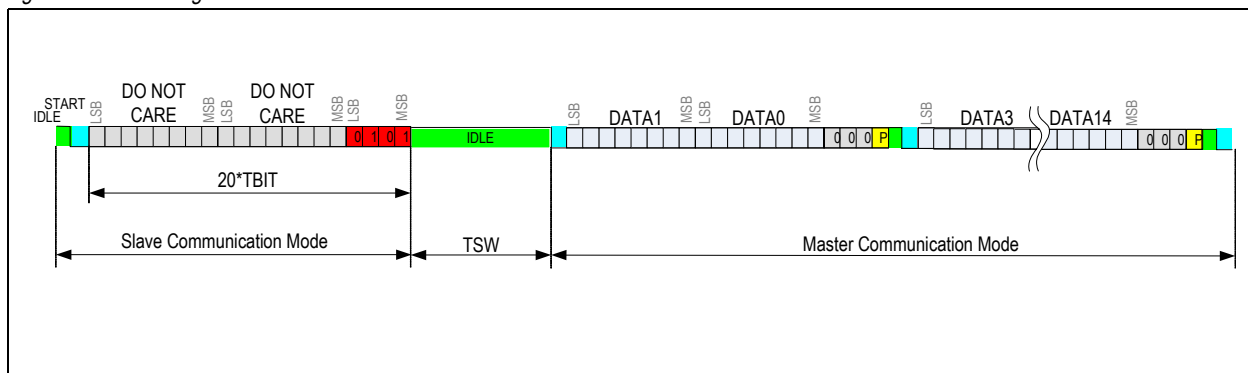 START
IDLE
LSB
DO NOT
CARE
MSB
LSB
DO NOT
CARE
MSB
LSB
MSB
0 1 0 1
IDLE
LSB
DATA1
MSB
LSB
DATA0
MSB
0 0 0 P
LSB
DATA3
DATA14
MSB
0 0 0 P
20*TBIT
Slave Communication Mode
TSW
Master Communication Mode